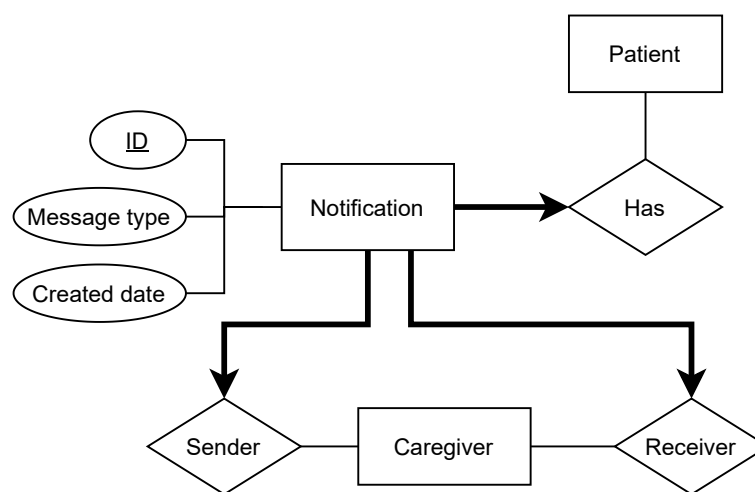 Patient
ID
Message type
Notification
Has
Created date
Sender
Caregiver
Receiver